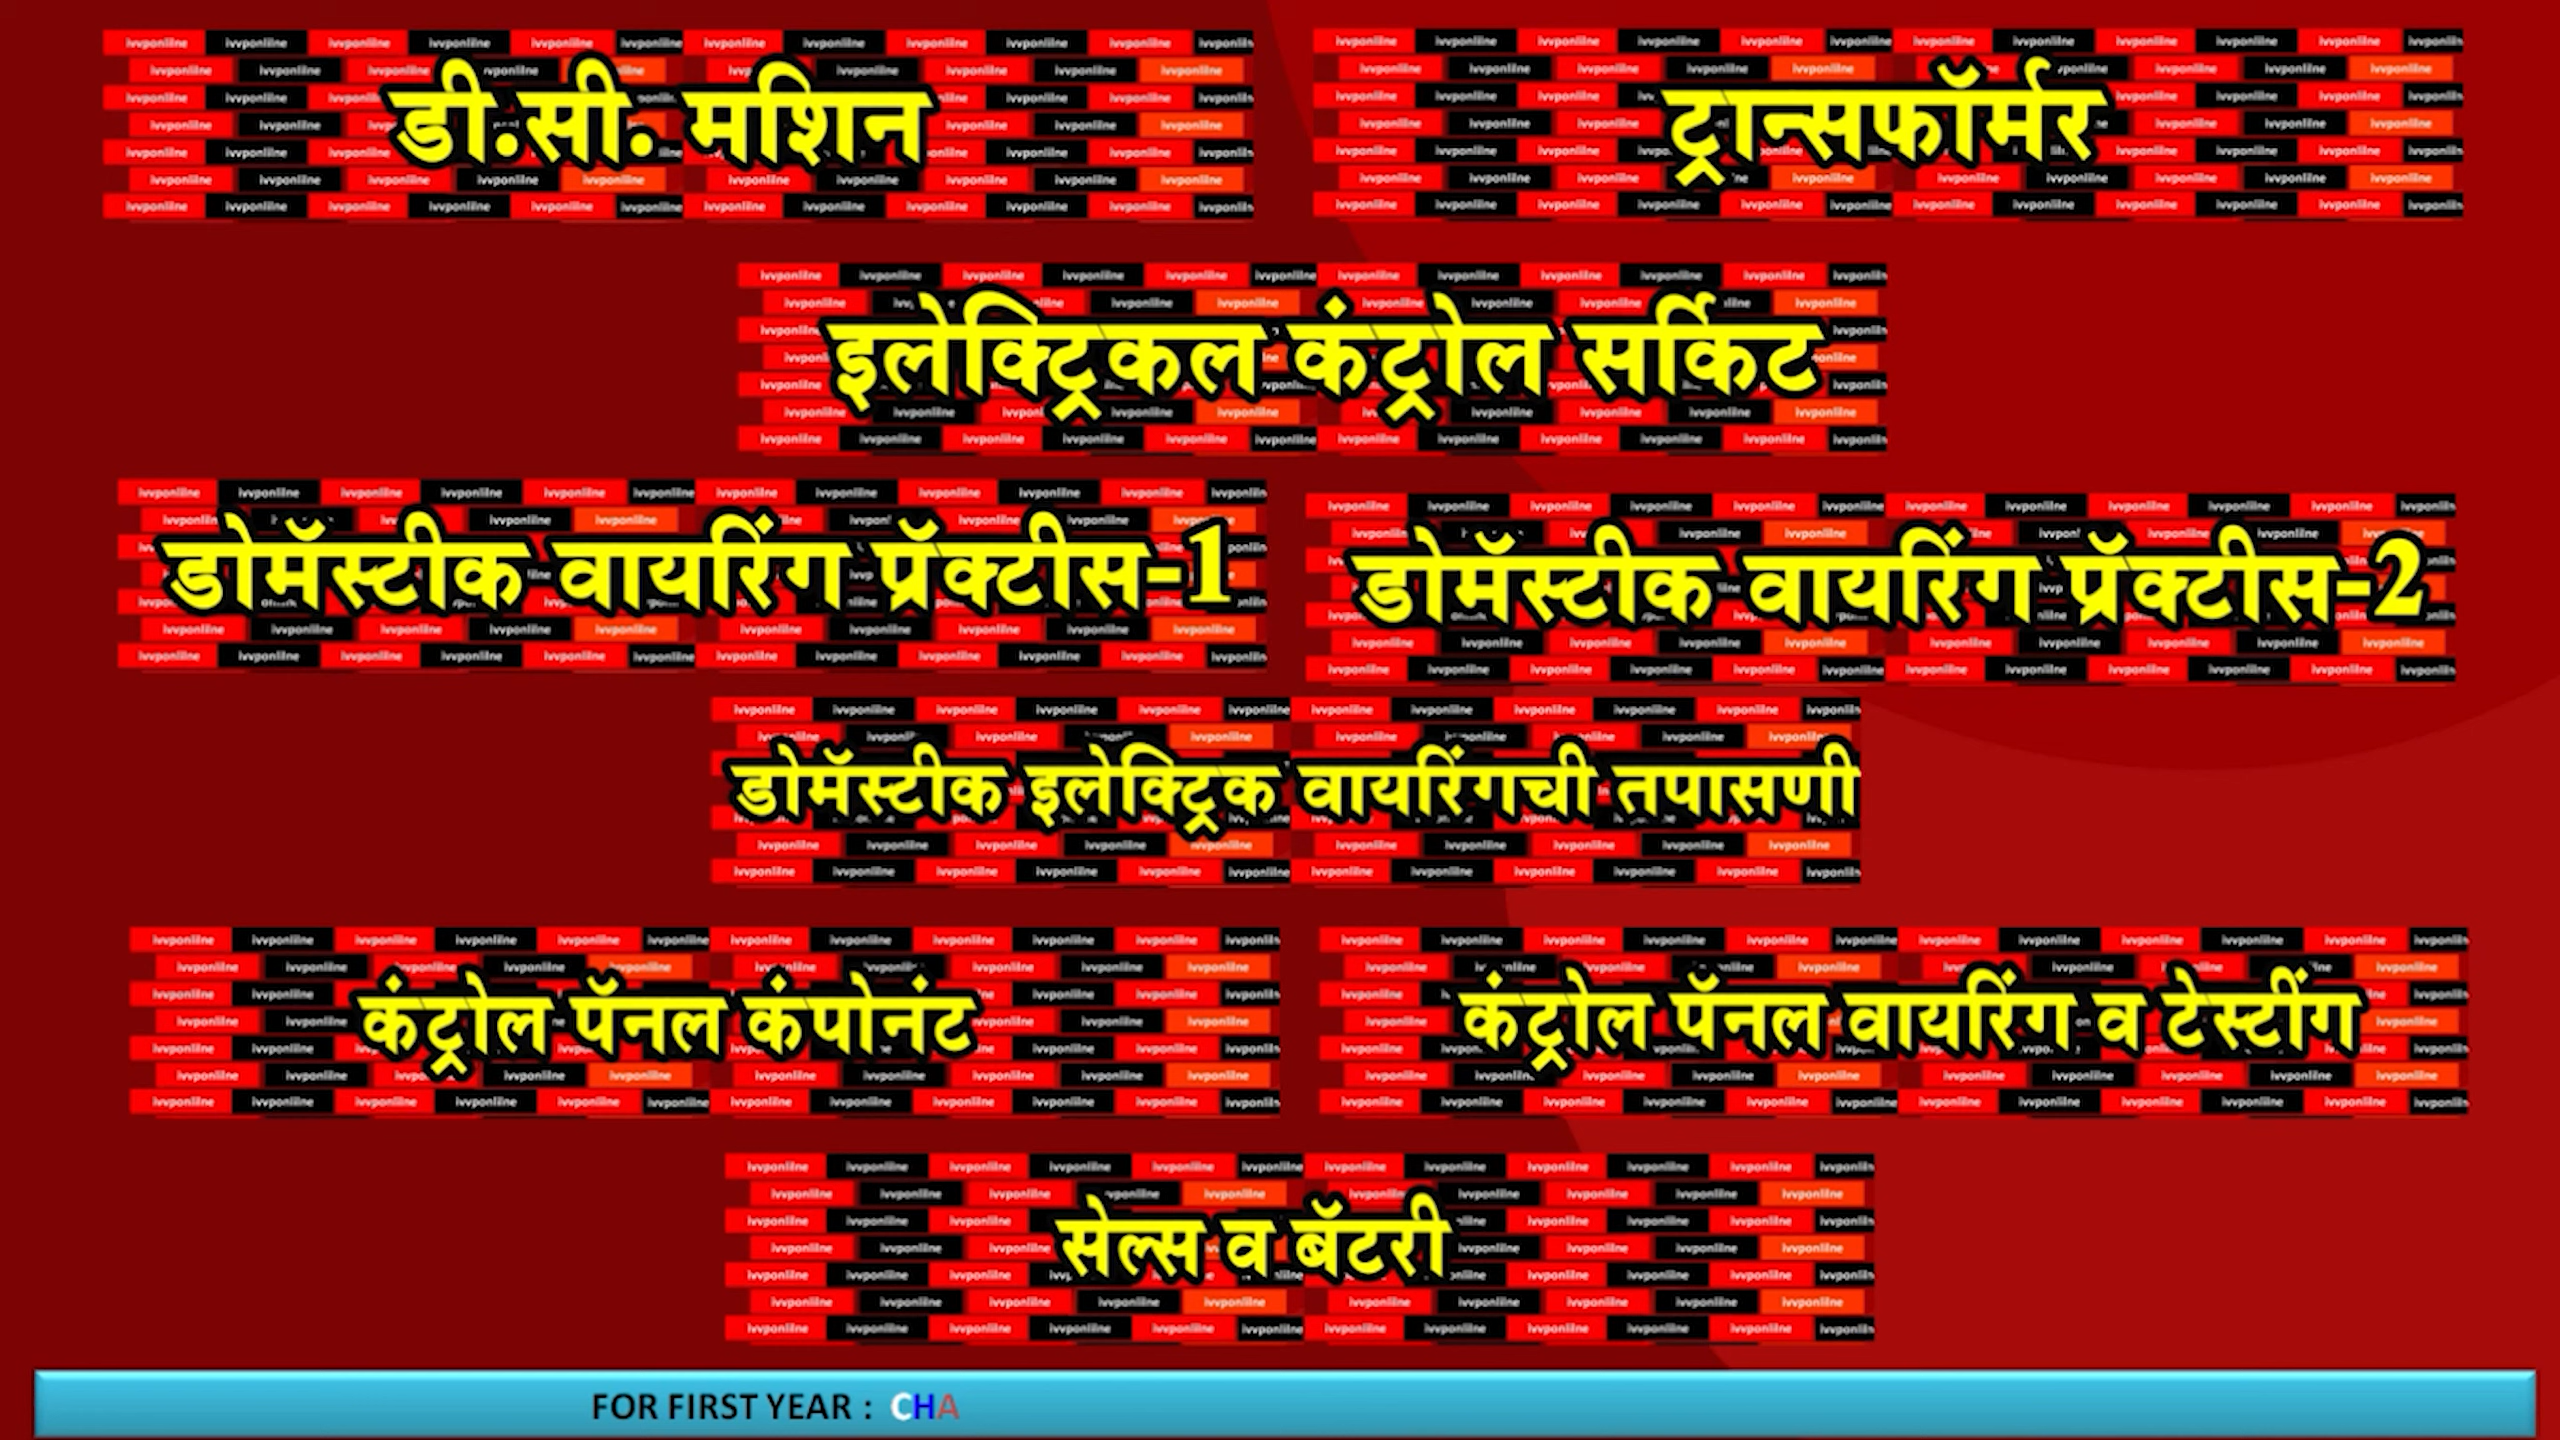 डी.सी. मशिन
ट्रान्सफॉर्मर
इलेक्ट्रिकल कंट्रोल सर्किट
डोमॅस्टीक वायरिंग प्रॅक्टीस-1
डोमॅस्टीक वायरिंग प्रॅक्टीस-2
डोमॅस्टीक इलेक्ट्रिक वायरिंगची तपासणी
कंट्रोल पॅनल कंपोनंट
कंट्रोल पॅनल वायरिंग व टेस्टींग
सेल्स व बॅटरी
FOR FIRST YEAR : CHA